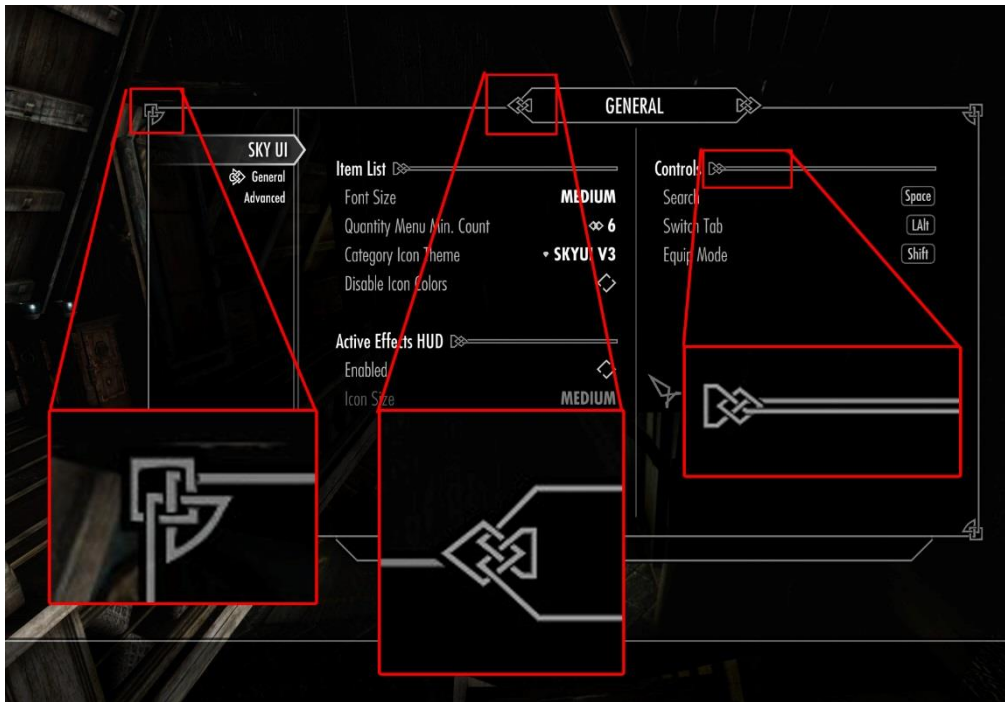 GENERAL
SKY UI
General
Advanced
Item List
Font Size MEDIUM
Quantity Menu Min. Count 6
Category Icon Theme SKYUI V3
Disable Icon Colors
Active Effects HUD
Enabled
Icon Size MEDIUM
Controls
Search Space
Switch Tab LAlt
Equip Mode Shift